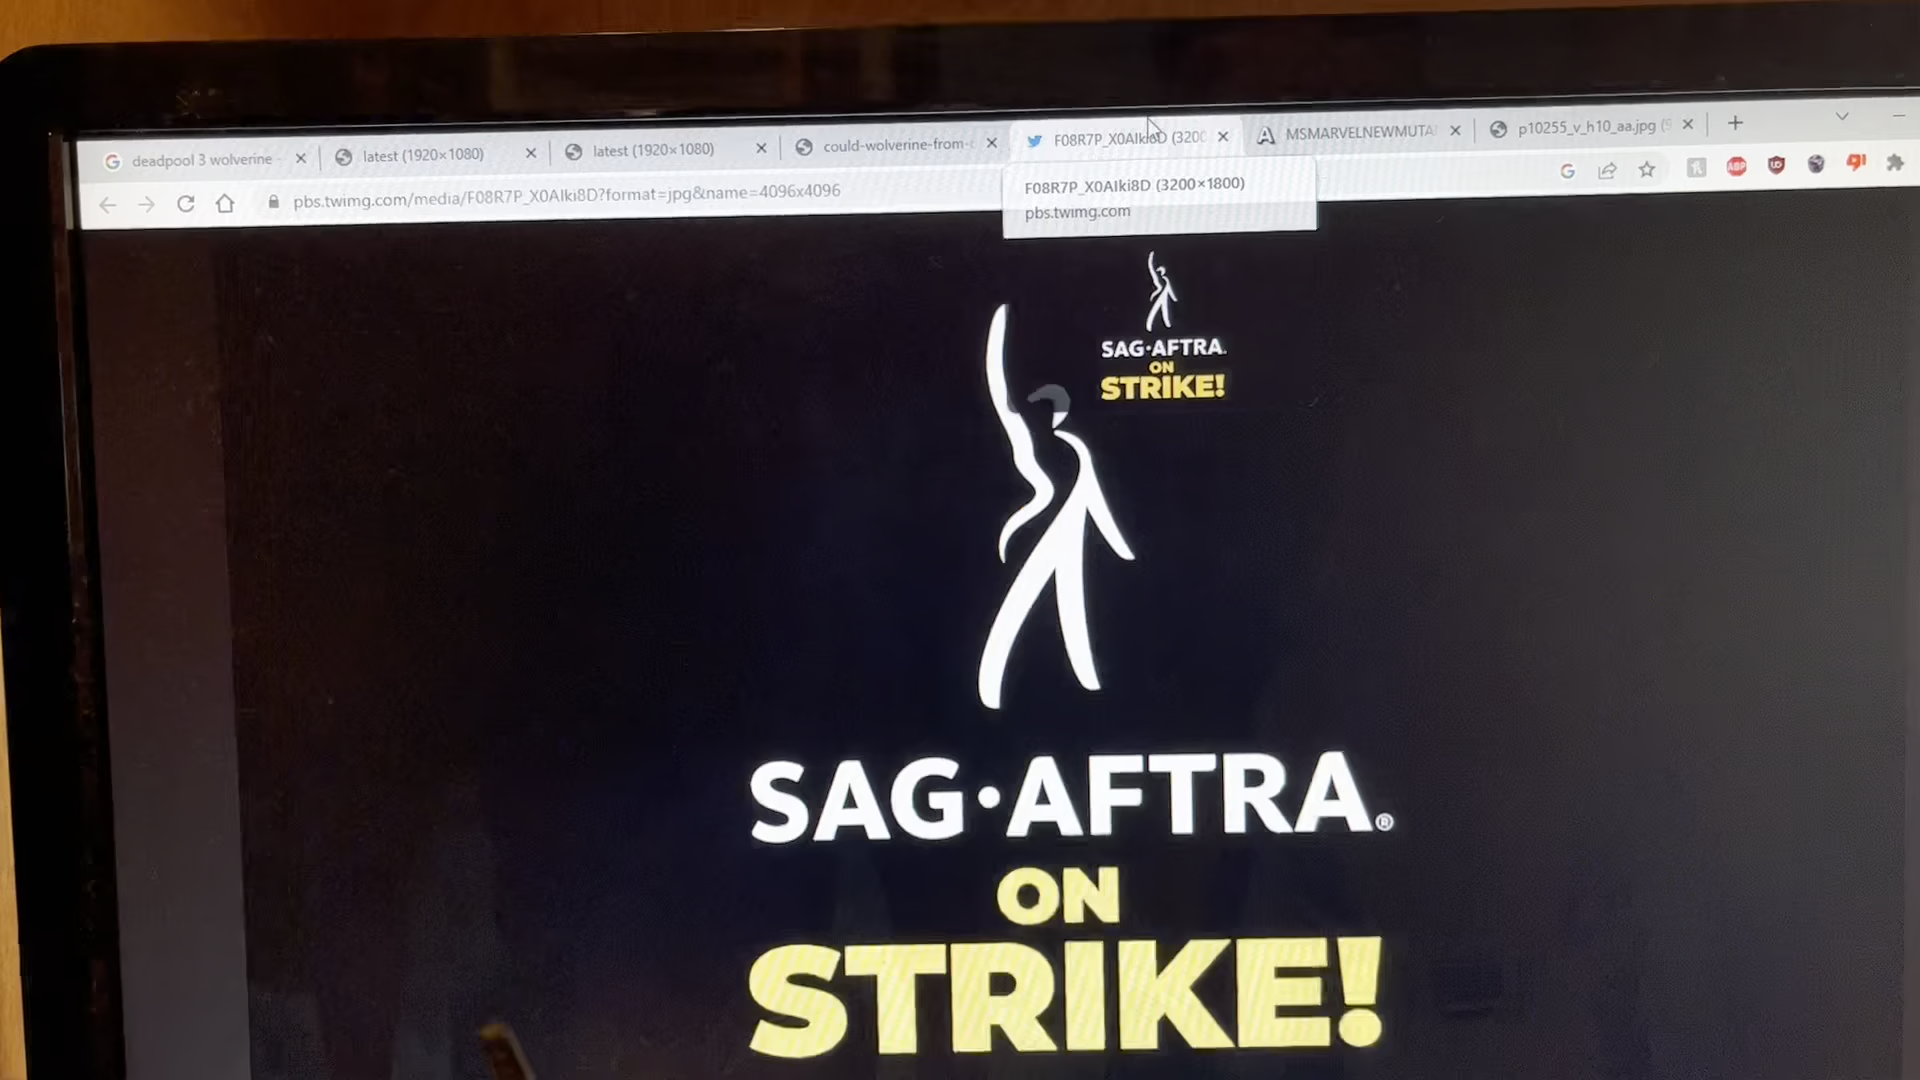 deadpool 3 wolverine
latest (1920×1080)
latest (1920×1080)
could-wolverine-from-
F08R7P_X0AIki8D (320
MSMARVELNEWMUTA
p10255_v_h10_aa.jpg (
pbs.twimg.com/media/F08R7P_X0AIki8D?format=jpg&name=4096x4096
F08R7P_X0AIki8D (3200×1800)
pbs.twimg.com
SAG·AFTRA.
ON
STRIKE!
SAG·AFTRA®
ON
STRIKE!